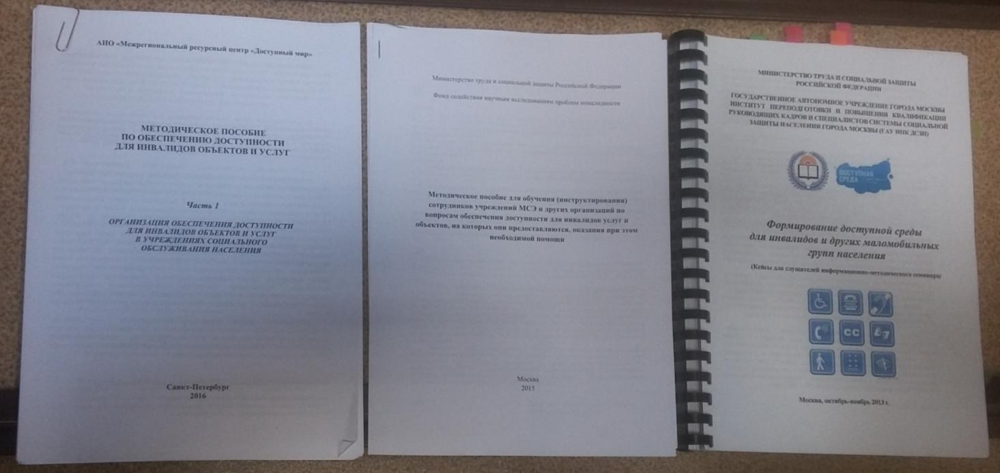 АНО «Межрегиональный ресурсный центр «Доступный мир»
МЕТОДИЧЕСКОЕ ПОСОБИЕ
ПО ОБЕСПЕЧЕНИЮ ДОСТУПНОСТИ
ДЛЯ ИНВАЛИДОВ ОБЪЕКТОВ И УСЛУГ
Часть 1
ОРГАНИЗАЦИЯ ОБЕСПЕЧЕНИЯ ДОСТУПНОСТИ
ДЛЯ ИНВАЛИДОВ ОБЪЕКТОВ И УСЛУГ
В УЧРЕЖДЕНИЯХ СОЦИАЛЬНОГО
ОБСЛУЖИВАНИЯ НАСЕЛЕНИЯ
Санкт-Петербург
2016
Министерство труда и социальной защиты Российской Федерации
Фонд содействия научным исследованиям проблем инвалидности
Методическое пособие для обучения (инструктирования)
сотрудников учреждений МСЭ и других организаций по
вопросам обеспечения доступности для инвалидов услуг и
объектов, на которых они предоставляются, оказания при этом
необходимой помощи
Москва
2015
МИНИСТЕРСТВО ТРУДА И СОЦИАЛЬНОЙ ЗАЩИТЫ
РОССИЙСКОЙ ФЕДЕРАЦИИ
ГОСУДАРСТВЕННОЕ АВТОНОМНОЕ УЧРЕЖДЕНИЕ ГОРОДА МОСКВЫ
ИНСТИТУТ ПЕРЕПОДГОТОВКИ И ПОВЫШЕНИЯ КВАЛИФИКАЦИИ
РУКОВОДЯЩИХ КАДРОВ И СПЕЦИАЛИСТОВ СИСТЕМЫ СОЦИАЛЬНОЙ
ЗАЩИТЫ НАСЕЛЕНИЯ ГОРОДА МОСКВЫ (ГАУ ИПК ДСЗН)
ДОСТУПНАЯ
СРЕДА
Формирование доступной среды
для инвалидов и других маломобильных
групп населения
(Кейсы для слушателей информационно-методического семинара)
CC
Москва, октябрь-ноябрь 2013 г.